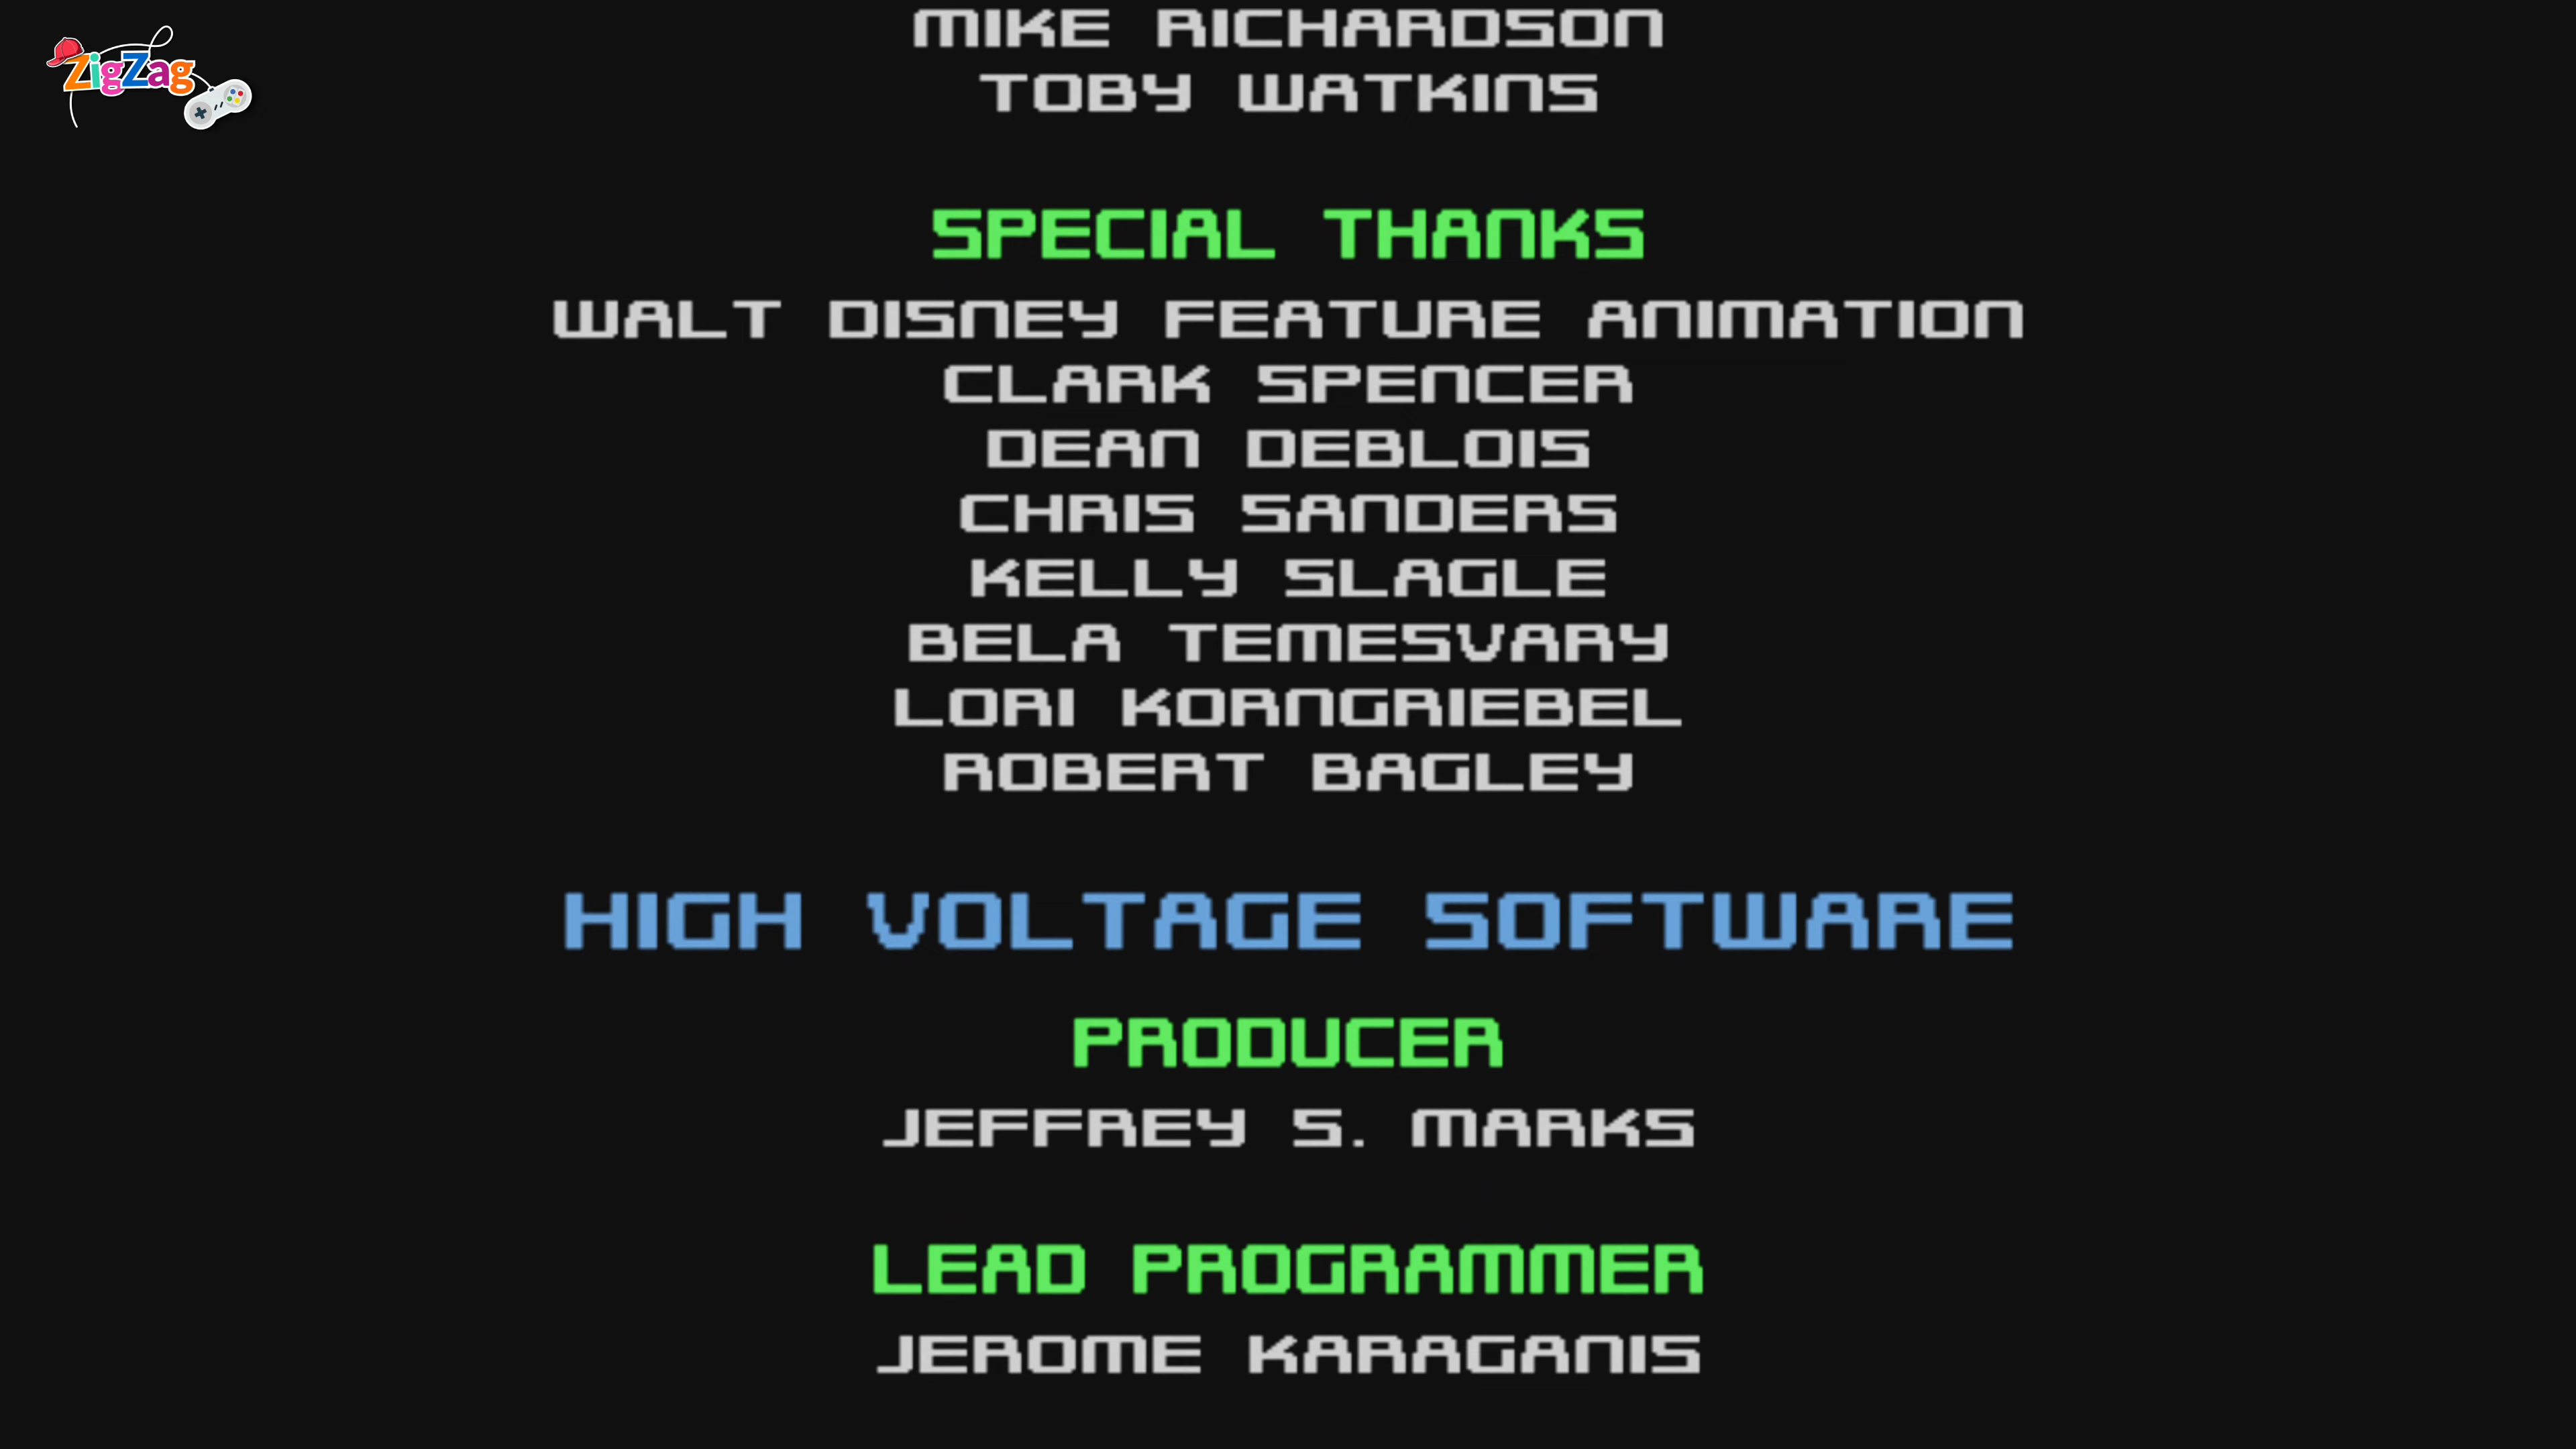 ZigZag
MIKE RICHARDSON
TOBY WATKINS
SPECIAL THANKS
WALT DISNEY FEATURE ANIMATION
CLARK SPENCER
DEAN DEBLOIS
CHRIS SANDERS
KELLY SLAGLE
BELA TEMESVARY
LORI KORNGRIEBEL
ROBERT BAGLEY
HIGH VOLTAGE SOFTWARE
PRODUCER
JEFFREY S. MARKS
LEAD PROGRAMMER
JEROME KARAGANIS